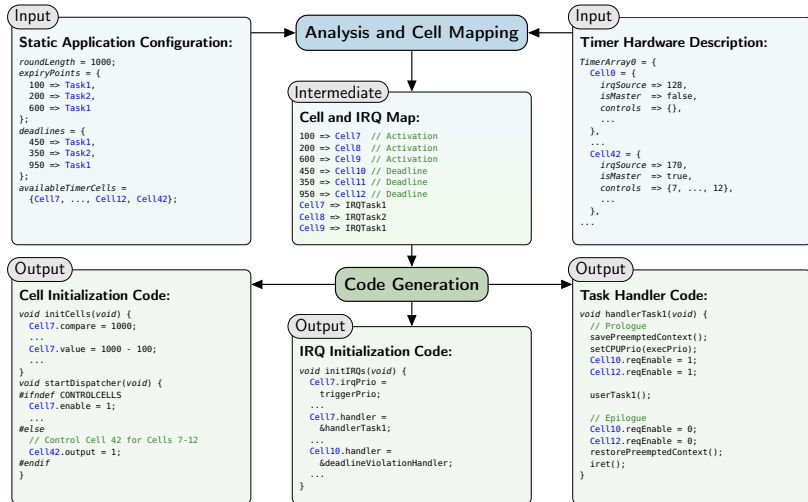 Input
Static Application Configuration:
roundLength = 1000;
expiryPoints = {
100 => Task1,
200 => Task2,
600 => Task1
};
deadlines = {
450 => Task1,
350 => Task2,
950 => Task1
};
availableTimerCells =
{Cell7, ..., Cell12, Cell42};
Analysis and Cell Mapping
Intermediate
Cell and IRQ Map:
100 => Cell7 // Activation
200 => Cell8 // Activation
600 => Cell9 // Activation
450 => Cell10 // Deadline
350 => Cell11 // Deadline
950 => Cell12 // Deadline
Cell7 => IRQTask1
Cell8 => IRQTask2
Cell9 => IRQTask1
Input
Timer Hardware Description:
TimerArray0 = {
Cell0 = {
irqSource => 128,
isMaster => false,
controls => {},
...
},
...
Cell42 = {
irqSource => 170,
isMaster => true,
controls => {7, ..., 12},
...
},
...
Code Generation
Output
Cell Initialization Code:
void initCells(void) {
Cell7.compare = 1000;
...
Cell7.value = 1000 - 100;
...
}
void startDispatcher(void) {
#ifndef CONTROLCELLS
Cell7.enable = 1;
...
#else
// Control Cell 42 for Cells 7-12
Cell42.output = 1;
#endif
}
Output
IRQ Initialization Code:
void initIRQs(void) {
Cell7.irqPrio =
triggerPrio;
...
Cell7.handler =
&handlerTask1;
...
Cell10.handler =
&deadlineViolationHandler;
...
}
Output
Task Handler Code:
void handlerTask1(void) {
// Prologue
savePreemptedContext();
setCPUPrio(execPrio);
Cell10.reqEnable = 1;
Cell12.reqEnable = 1;
userTask1();
// Epilogue
Cell10.reqEnable = 0;
Cell12.reqEnable = 0;
restorePreemptedContext();
iret();
}